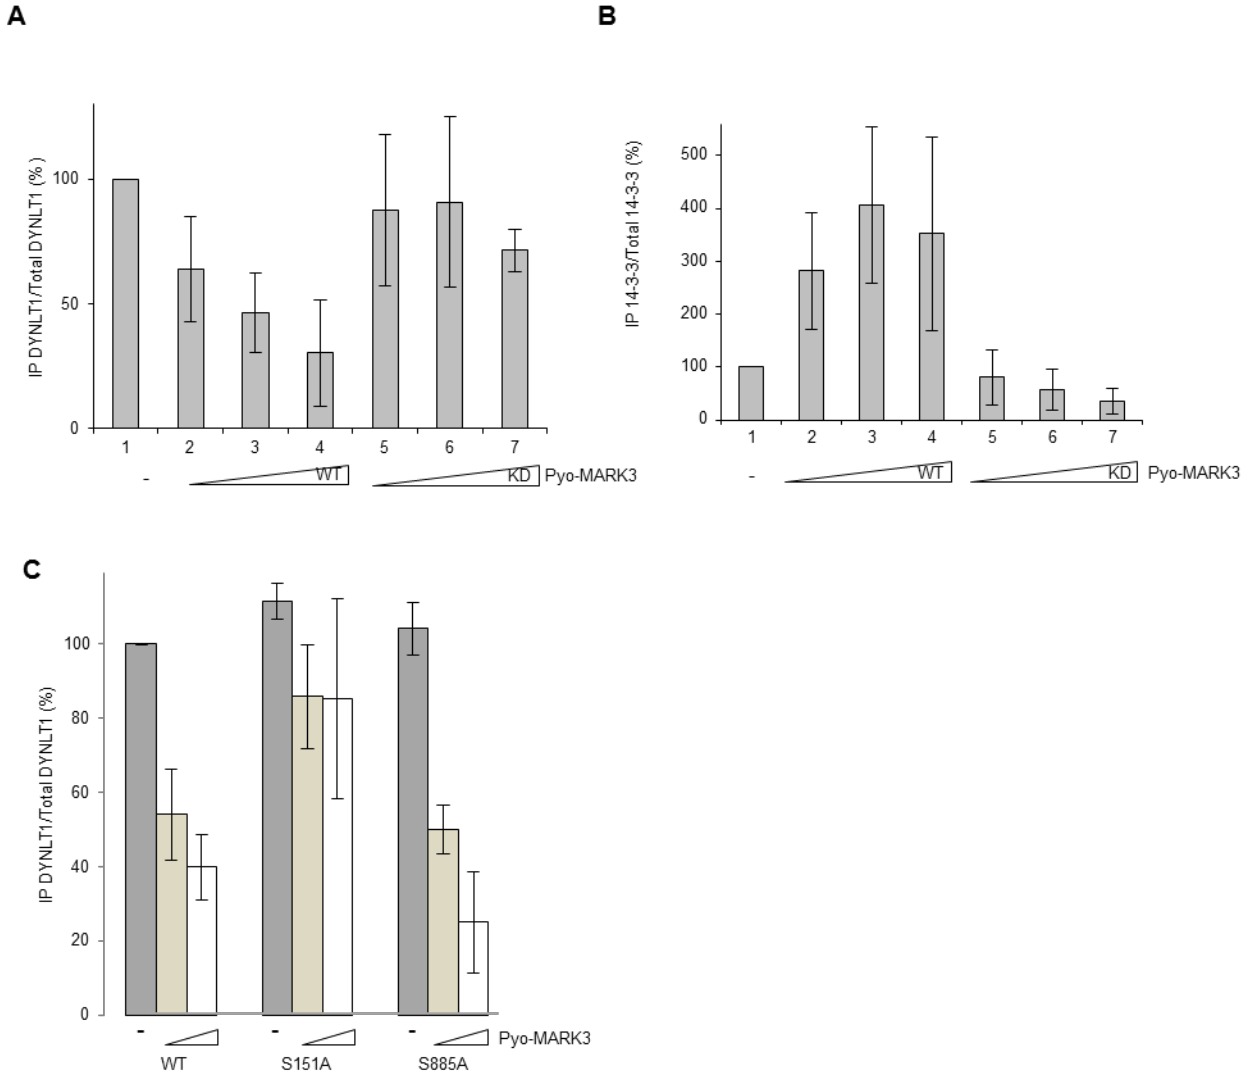 A
IP DYNLT1/Total DYNLT1 (%)
100
50
0
1 2 3 4 5 6 7
- WT KD Pyo-MARK3
B
IP 14-3-3/Total 14-3-3 (%)
500
400
300
200
100
0
1 2 3 4 5 6 7
- WT KD Pyo-MARK3
C
IP DYNLT1/Total DYNLT1 (%)
100
80
60
40
20
0
- - - Pyo-MARK3
WT S151A S885A